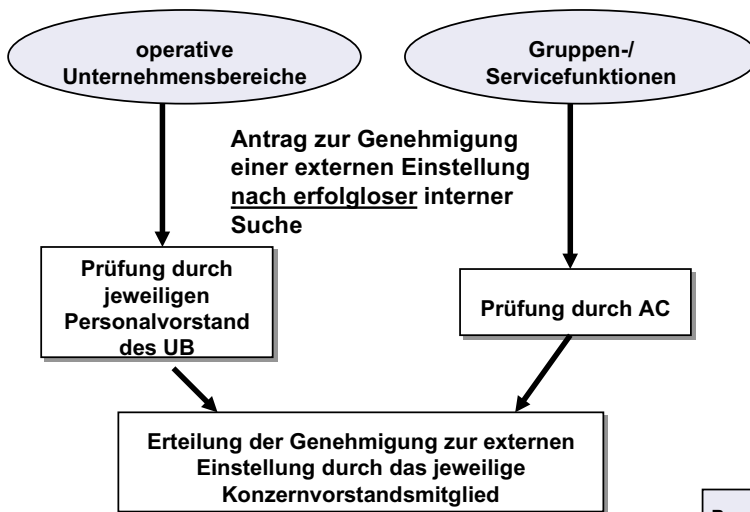 operative
Unternehmensbereiche
Gruppen-/
Servicefunktionen
Antrag zur Genehmigung
einer externen Einstellung
nach erfolgloser interner
Suche
Prüfung durch
jeweiligen
Personalvorstand
des UB
Prüfung durch AC
Erteilung der Genehmigung zur externen
Einstellung durch das jeweilige
Konzernvorstandsmitglied